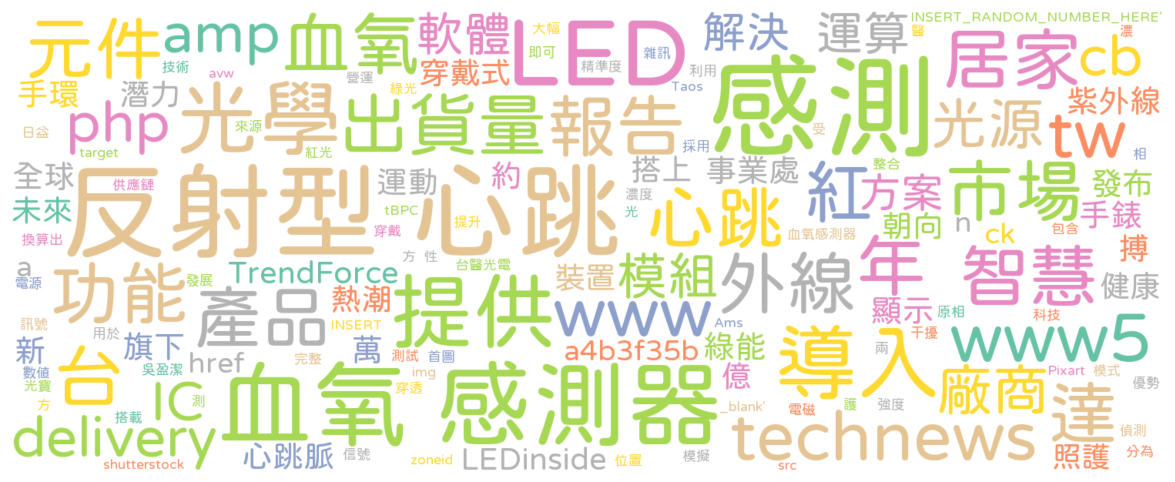 元件 amp 血氧 軟體 LED 大幅 即可 雜訊 解決 運算 INSERT_RANDOM_NUMBER_HERE' 醫 濃
技術 avw 營運 穿戴式 精準度 利用 居家 cb
手環 潛力 光學 綠光 Taos 感測 紫外線
日盆 php 來源 出貨量 報告 採用 光源 tw
target 紅光 受 相
全球 供應鏈 反射型 心跳 運動 約 搭上 事業處 整合 市場
未來 tBPC 濃度 心跳 紅 方案 發布
換算出 穿戴 提升 光 血氧感測器 朝向 n 手錶 包含
a 電源 功能 發展 TrendForce 方 性 台醫光電 裝置 模組 外線 年 ck 智慧 搏 健康
訊號 產品 熱潮 提供 www Ams 顯示 原相 科技
新 用於 旗下 INSERT 萬 測試 首圖 a4b3f35b 綠能 導入 干擾 www5
數值 台 吳盈潔 href 完整 img 億 兩 Pixart 模式
光寶 方 IC 測 血氧 感測器 穿透 _blank' 電磁 護 強度 廠商 優勢
搭載 delivery technews 達 偵測
shutterstock 心跳脈 信號 zoneid LEDinside 位置 模擬 src 照護 分為